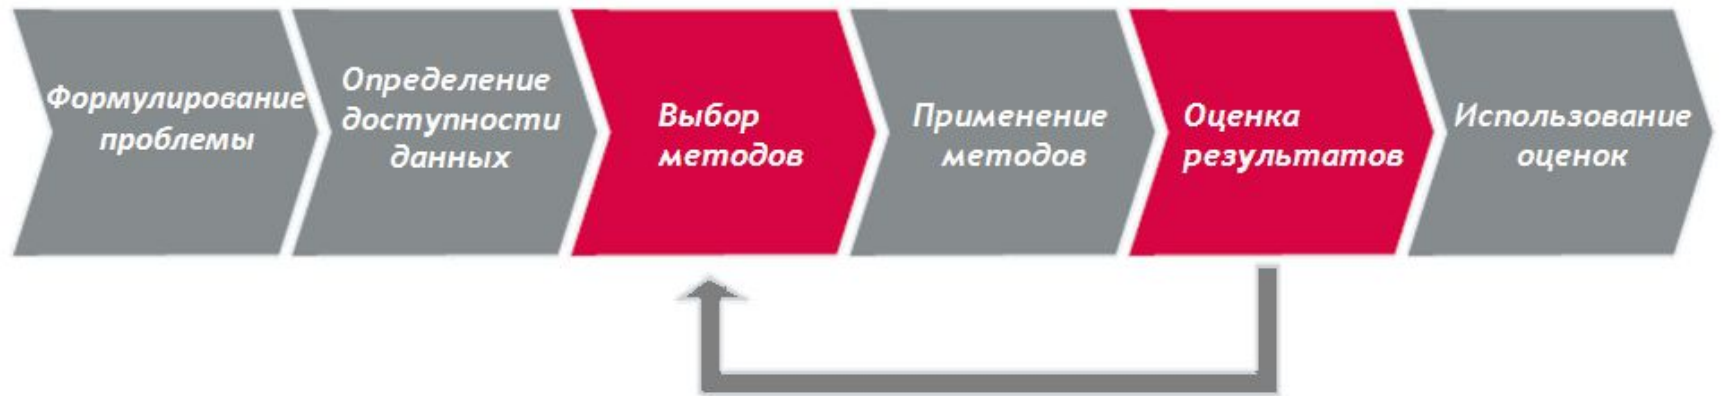 Формулирование
проблемы
Определение
доступности
данных
Выбор
методов
Применение
методов
Оценка
результатов
Использование
оценок